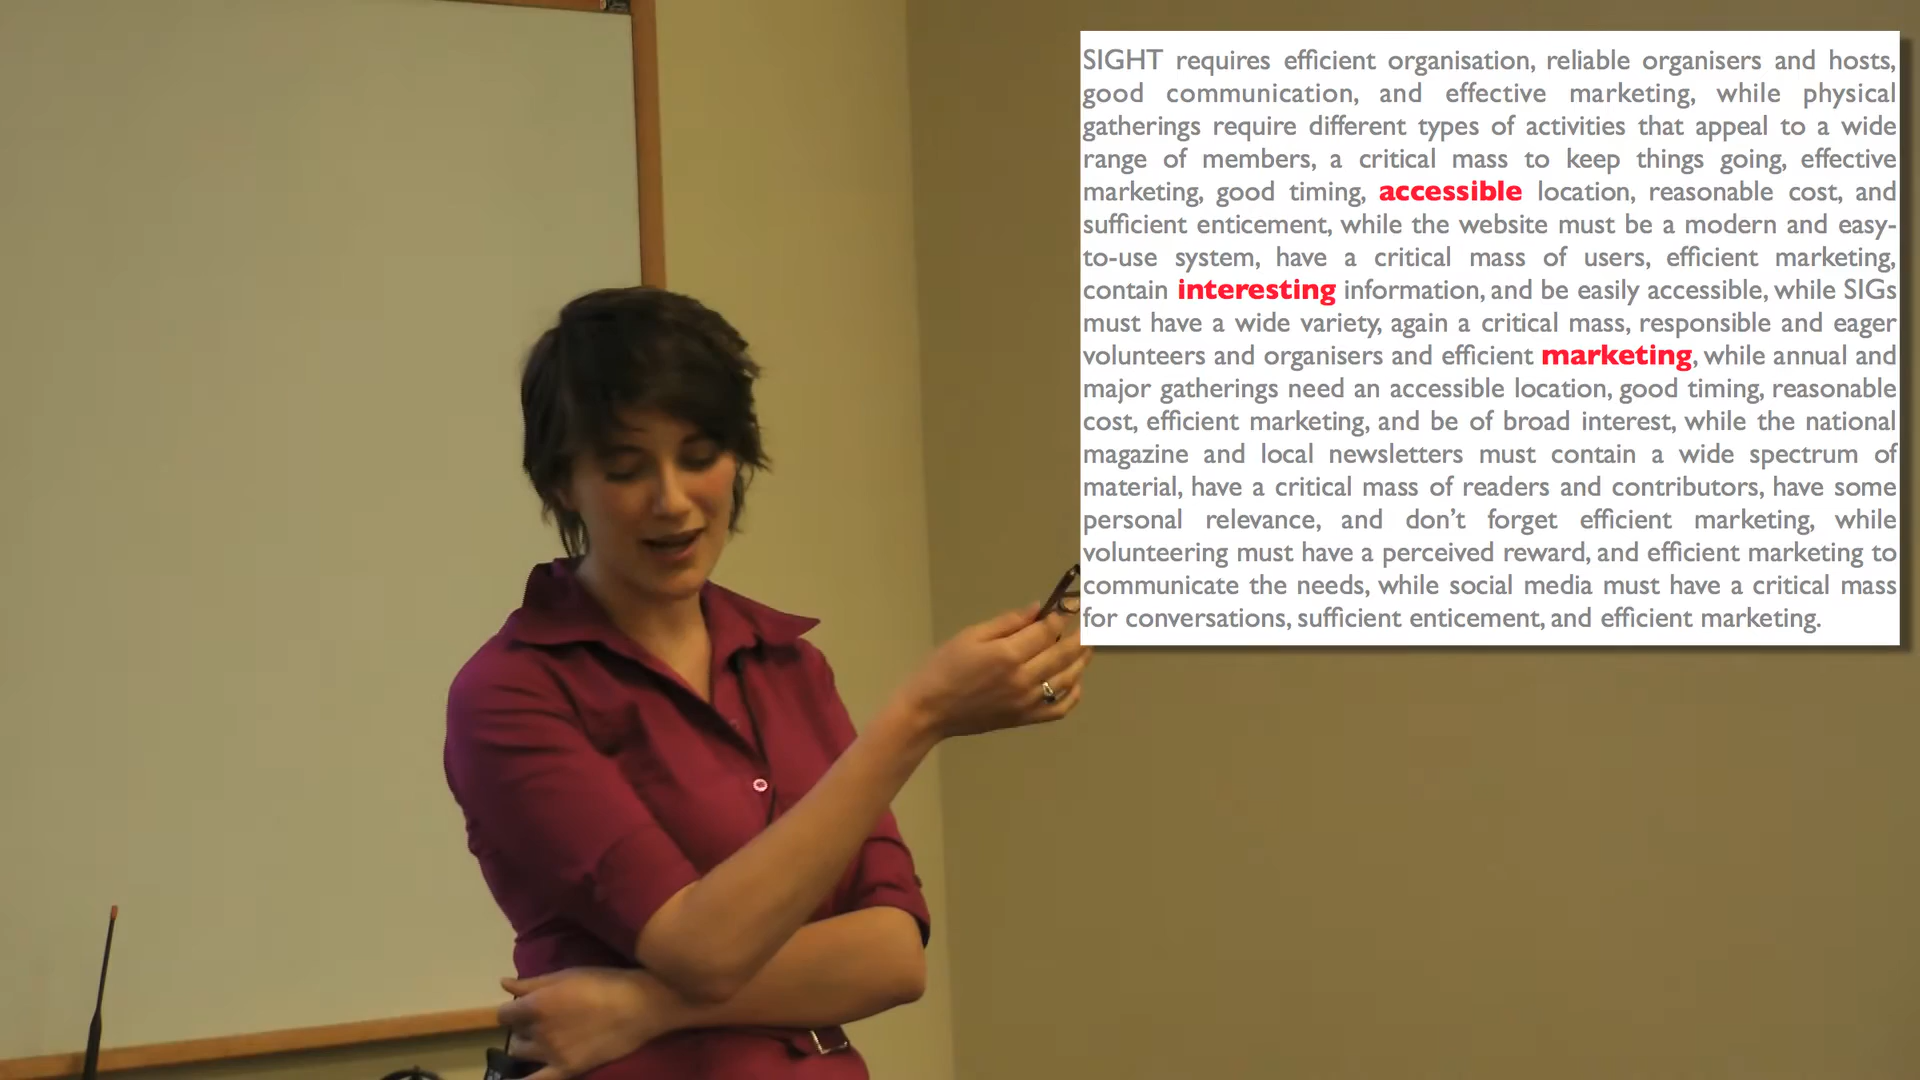 SIGHT requires efficient organisation, reliable organisers and hosts,
good communication, and effective marketing, while physical
gatherings require different types of activities that appeal to a wide
range of members, a critical mass to keep things going, effective
marketing, good timing, accessible location, reasonable cost, and
sufficient enticement, while the website must be a modern and easy-
to-use system, have a critical mass of users, efficient marketing,
contain interesting information, and be easily accessible, while SIGs
must have a wide variety, again a critical mass, responsible and eager
volunteers and organisers and efficient marketing, while annual and
major gatherings need an accessible location, good timing, reasonable
cost, efficient marketing, and be of broad interest, while the national
magazine and local newsletters must contain a wide spectrum of
material, have a critical mass of readers and contributors, have some
personal relevance, and don't forget efficient marketing, while
volunteering must have a perceived reward, and efficient marketing to
communicate the needs, while social media must have a critical mass
for conversations, sufficient enticement, and efficient marketing.